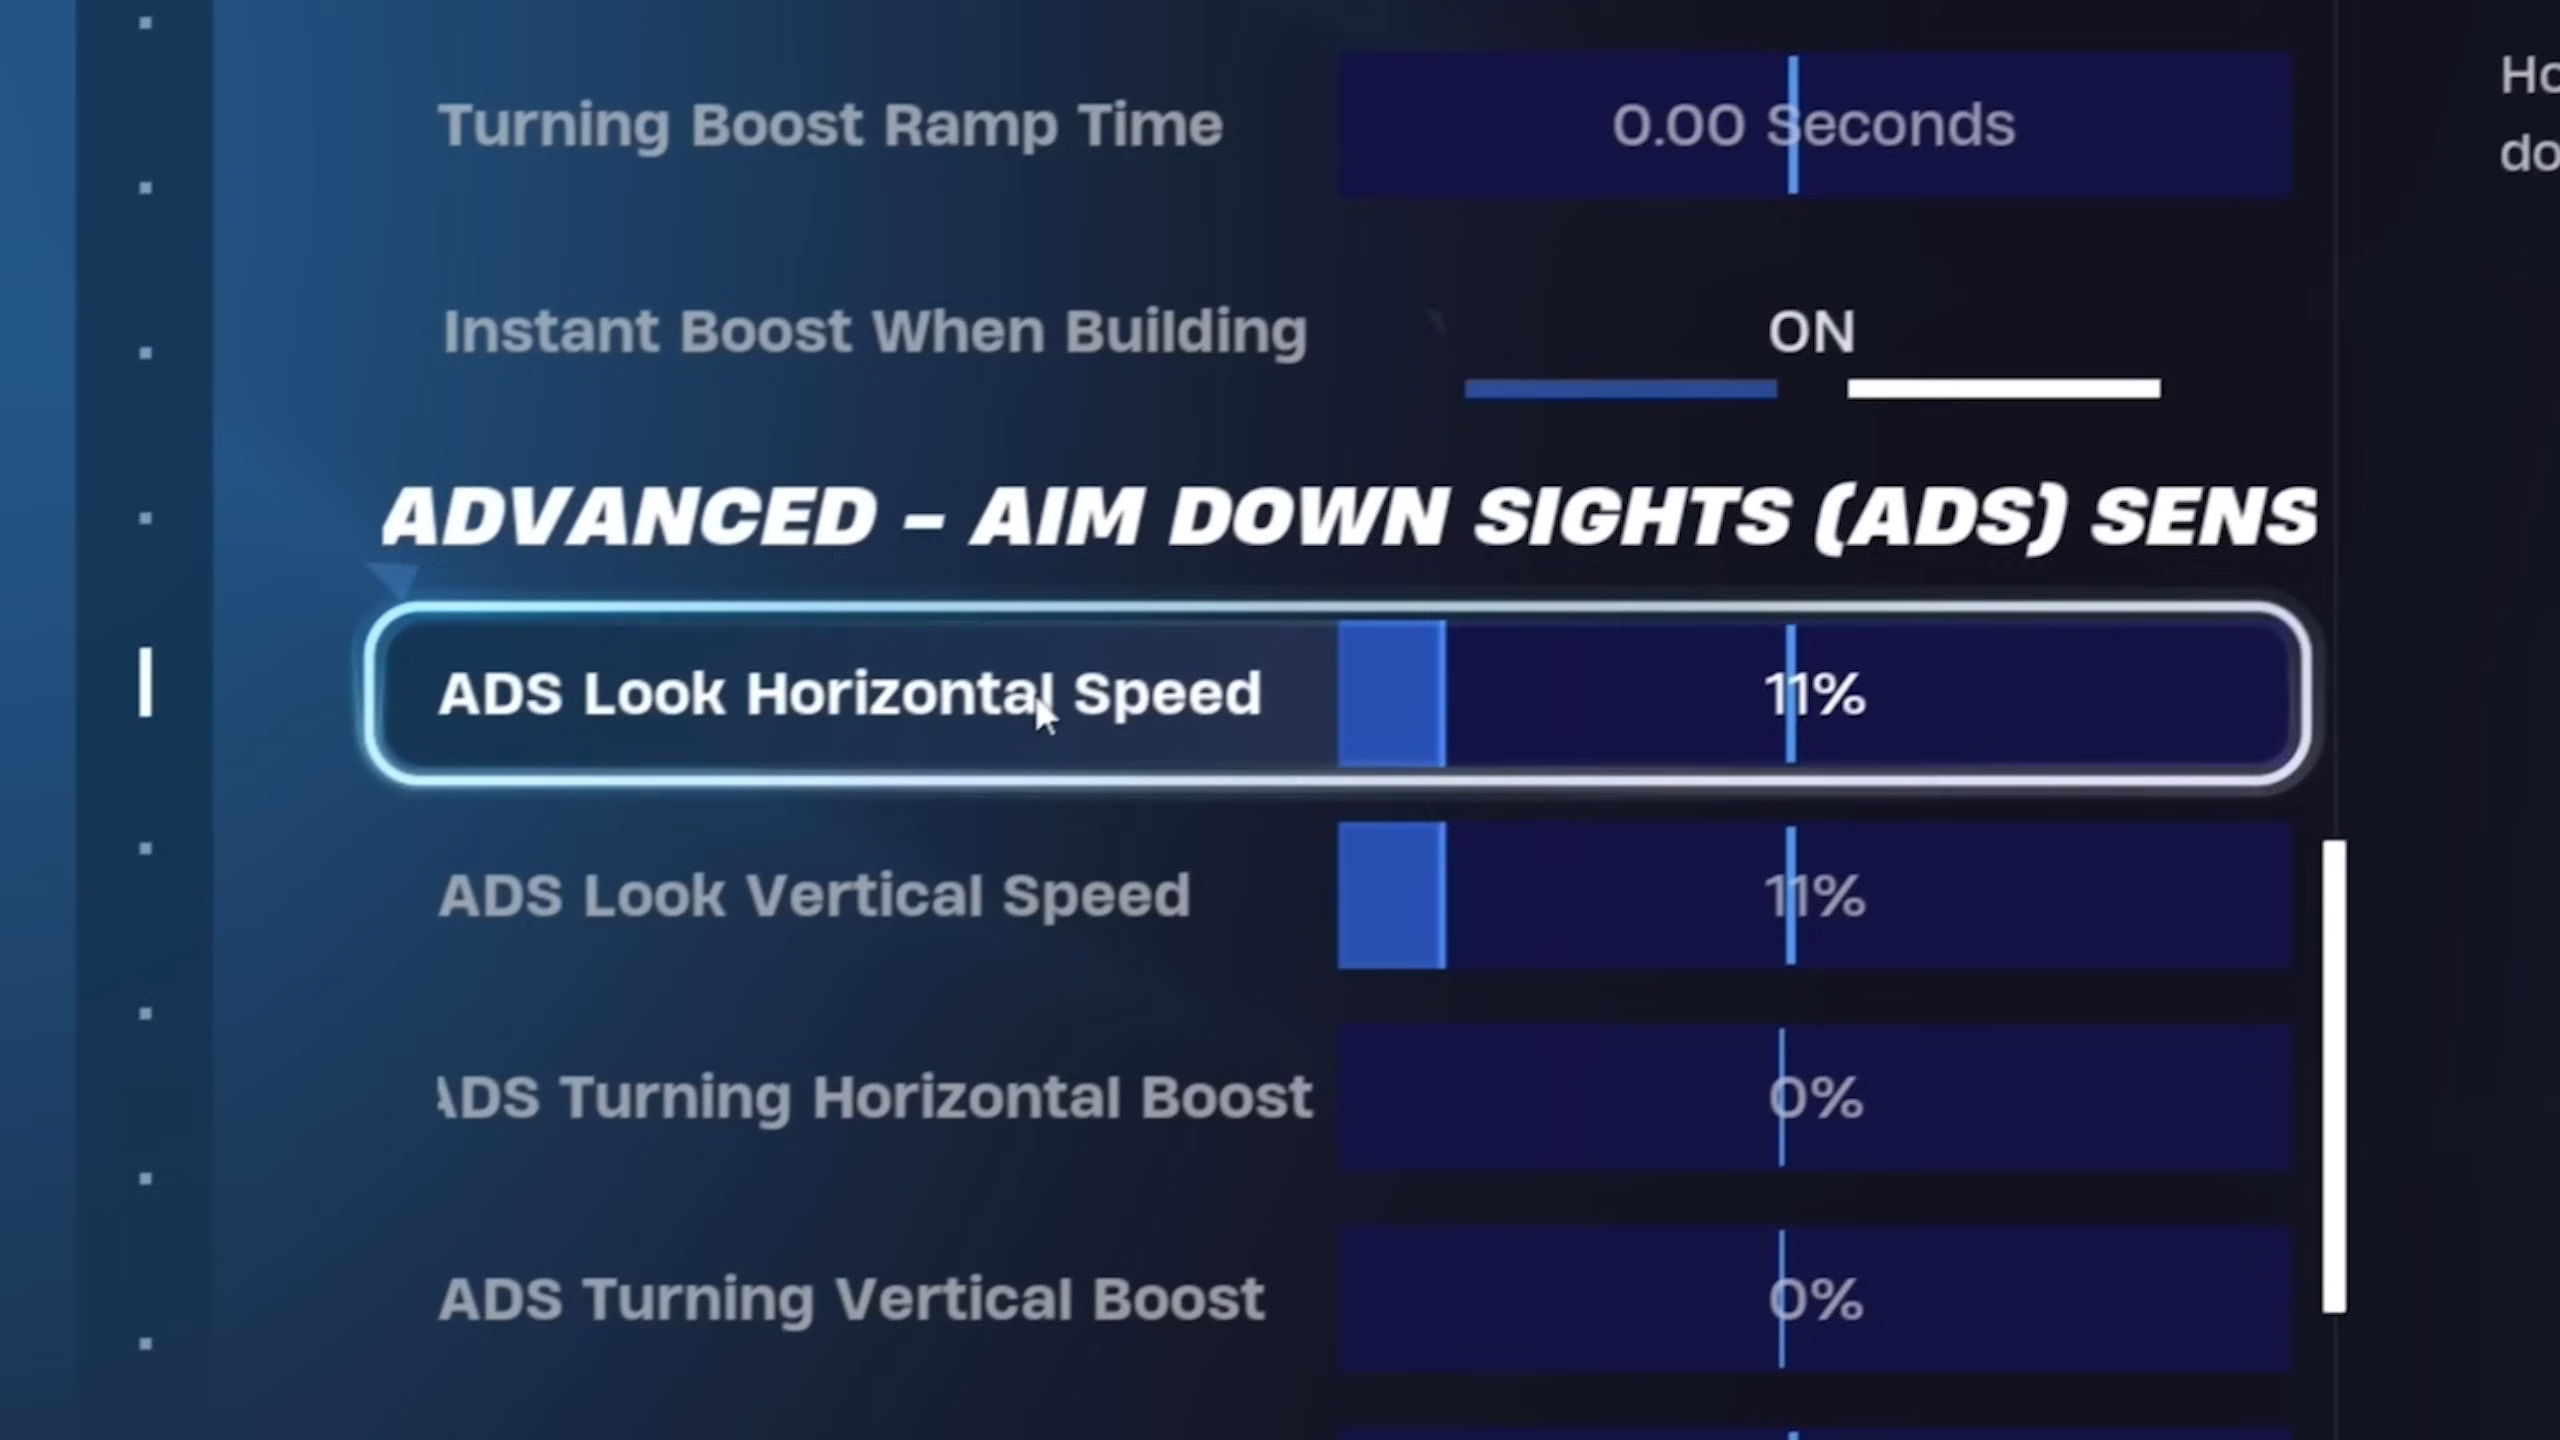 Turning Boost Ramp Time 0.00 Seconds
Instant Boost When Building ON
ADVANCED – AIM DOWN SIGHTS (ADS) SENS
ADS Look Horizontal Speed 11%
ADS Look Vertical Speed 11%
ADS Turning Horizontal Boost 0%
ADS Turning Vertical Boost 0%